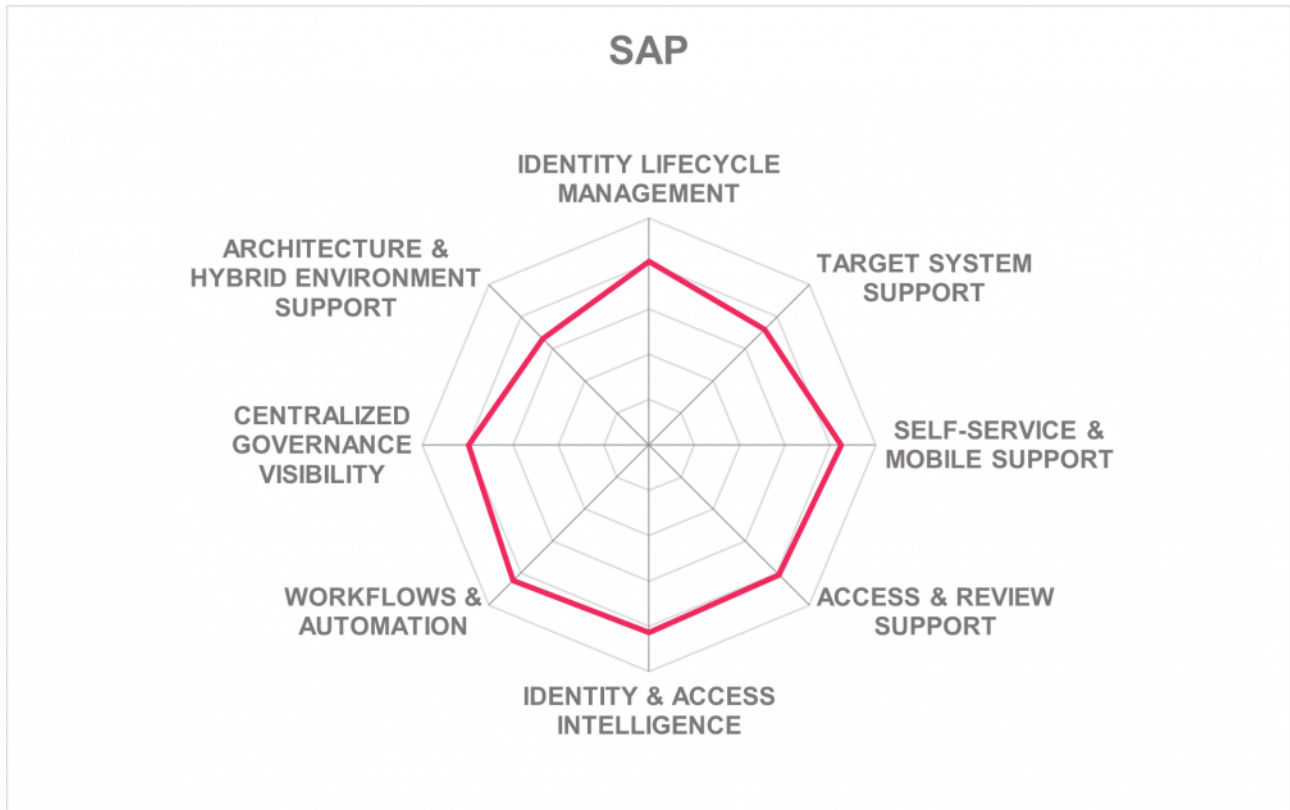 SAP
IDENTITY LIFECYCLE
MANAGEMENT
TARGET SYSTEM
SUPPORT
SELF-SERVICE &
MOBILE SUPPORT
ACCESS & REVIEW
SUPPORT
IDENTITY & ACCESS
INTELLIGENCE
WORKFLOWS &
AUTOMATION
CENTRALIZED
GOVERNANCE
VISIBILITY
ARCHITECTURE &
HYBRID ENVIRONMENT
SUPPORT